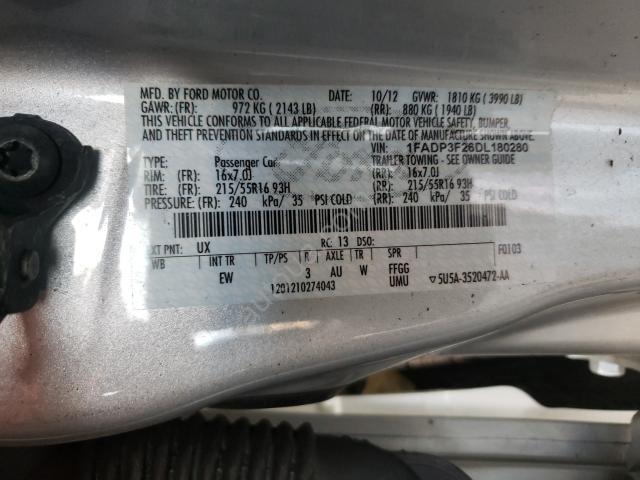 MFD. BY FORD MOTOR CO. DATE: 10/12 GVWR: 1810 KG ( 3990 LB)
GAWR: (FR): 972 KG ( 2143 LB) (RR): 880 KG ( 1940 LB)
THIS VEHICLE CONFORMS TO ALL APPLICABLE FEDERAL MOTOR VEHICLE SAFETY, BUMPER,
AND THEFT PREVENTION STANDARDS IN EFFECT ON THE DATE OF MANUFACTURE SHOWN ABOVE.
VIN: 1FADP3F26DL180280
TYPE: Passenger Car TRAILER TOWING - SEE OWNER GUIDE
RIM: (FR): 16x7.0J (RR): 16x7.0J
TIRE: (FR): 215/55R16 93H (RR): 215/55R16 93H
PRESSURE: (FR): 240 kPa/ 35 PSI COLD (RR): 240 kPa/ 35 PSI COLD
EXT PNT: UX RC: 13 DSO: F0103
WB INT TR TP/PS R AXLE TR SPR
EW 3 AU W FFGG
UMU
1201210274043 5U5A-3520472-AA